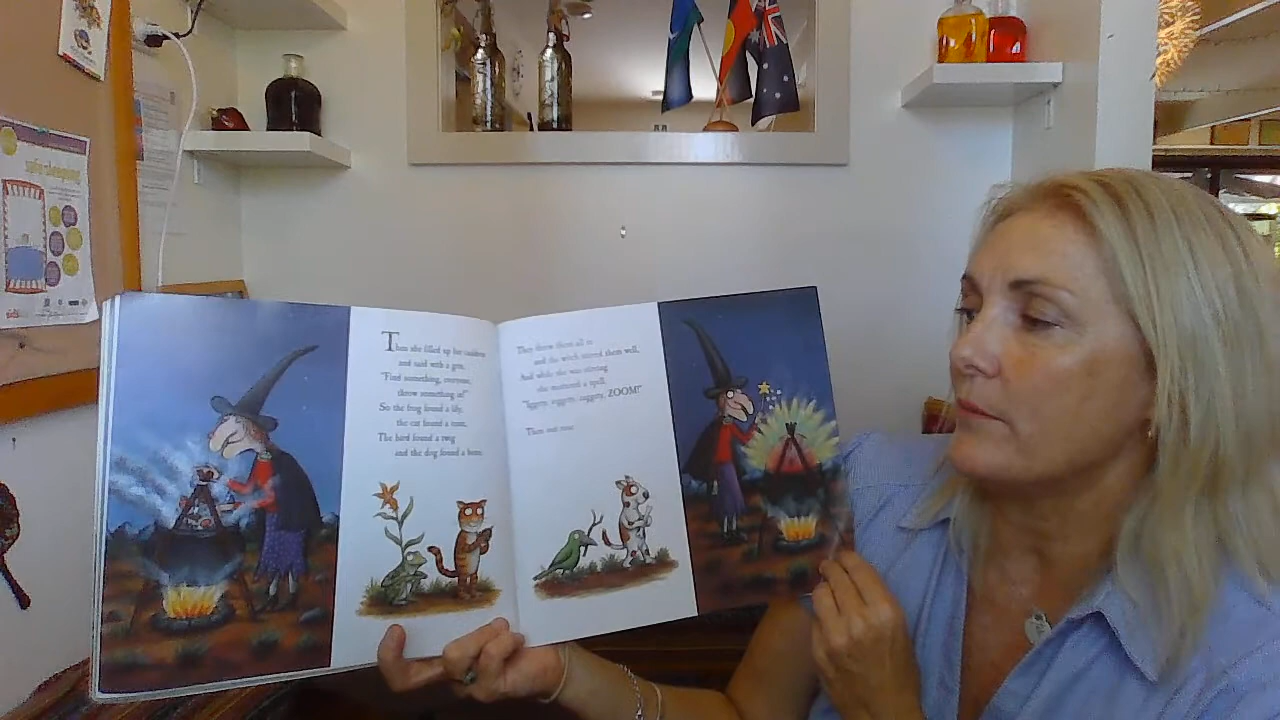 Then she filled up her cauldron
and said with a grin,
"Find something, everyone,
throw something in!"
So the frog found a lily,
the cat found a cone,
The bird found a twig
and the dog found a bone.
They threw them all in
and the witch stirred them well,
And while she was stirring
she muttered a spell.
"Iggety, ziggety, zaggety, ZOOM!"
Then out rose